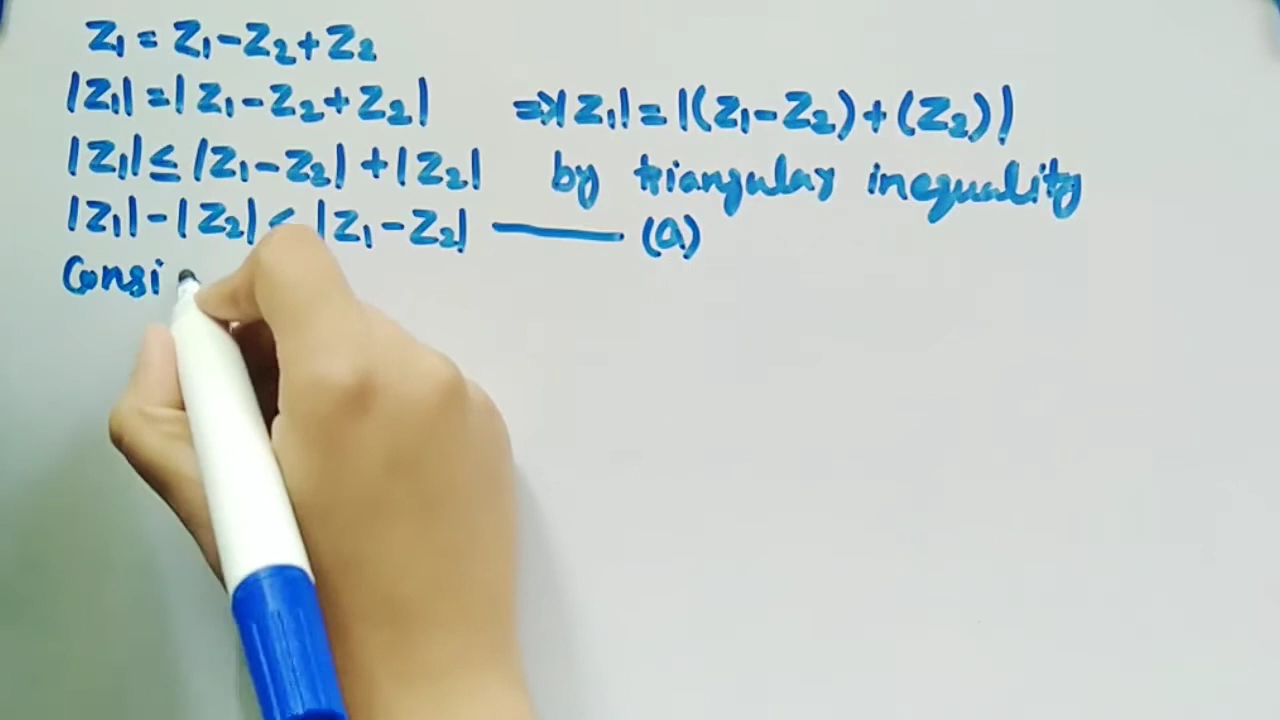 Z₁ = Z₁ - Z₂ + Z₂
|Z₁| = | Z₁ - Z₂ + Z₂| ⇒ |Z₁| = |(Z₁ - Z₂) + (Z₂)|
|Z₁| ≤ |Z₁ - Z₂| + |Z₂| by triangular inequality
|Z₁| - |Z₂| ≤ |Z₁ - Z₂| ——— (a)
Consi